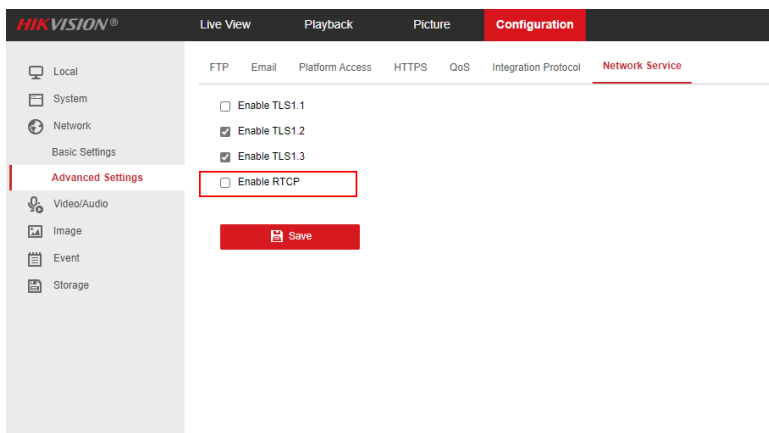 HIKVISION®
Live View Playback Picture Configuration
Local
System
Network
Basic Settings
Advanced Settings
Video/Audio
Image
Event
Storage
FTP Email Platform Access HTTPS QoS Integration Protocol Network Service
Enable TLS1.1
Enable TLS1.2
Enable TLS1.3
Enable RTCP
Save